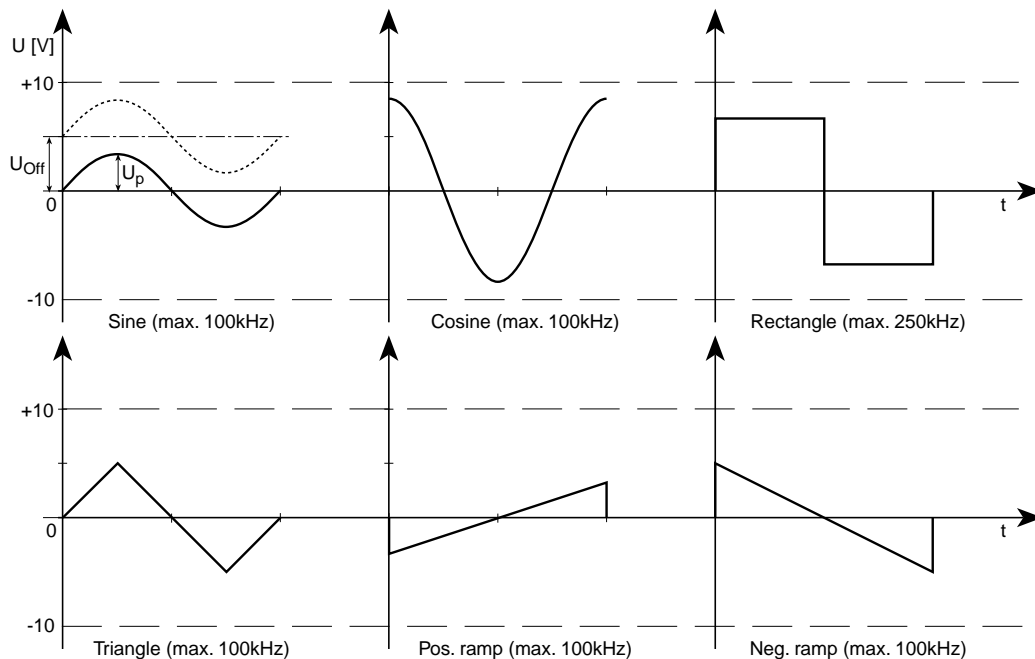 U [V]
+10
U_Off
U_p
0
t
-10
Sine (max. 100kHz)
Cosine (max. 100kHz)
Rectangle (max. 250kHz)
+10
0
t
-10
Triangle (max. 100kHz)
Pos. ramp (max. 100kHz)
Neg. ramp (max. 100kHz)